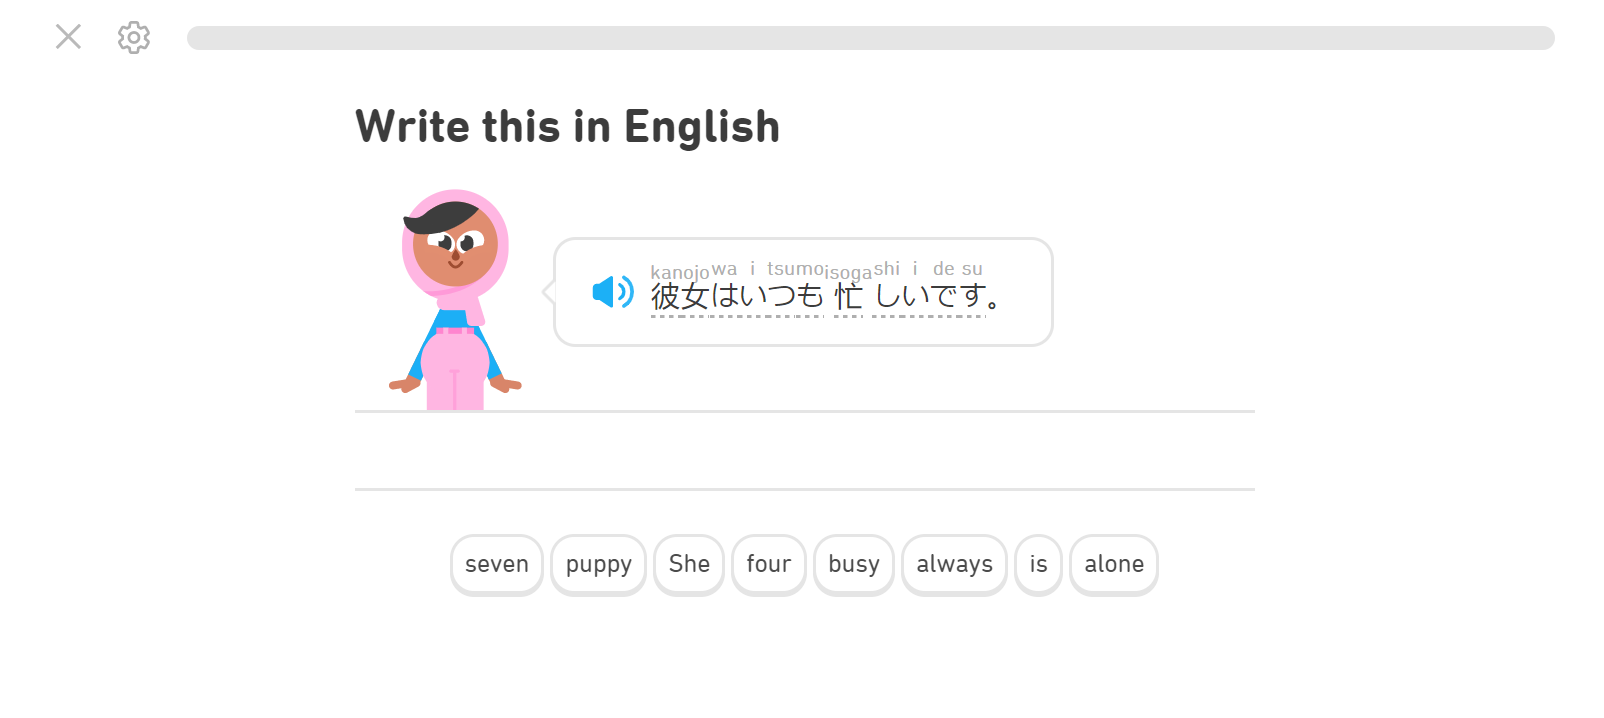 Write this in English
kanojo wa i tsumo isoga shi i de su
彼女はいつも忙しいです。
seven puppy She four busy always is alone